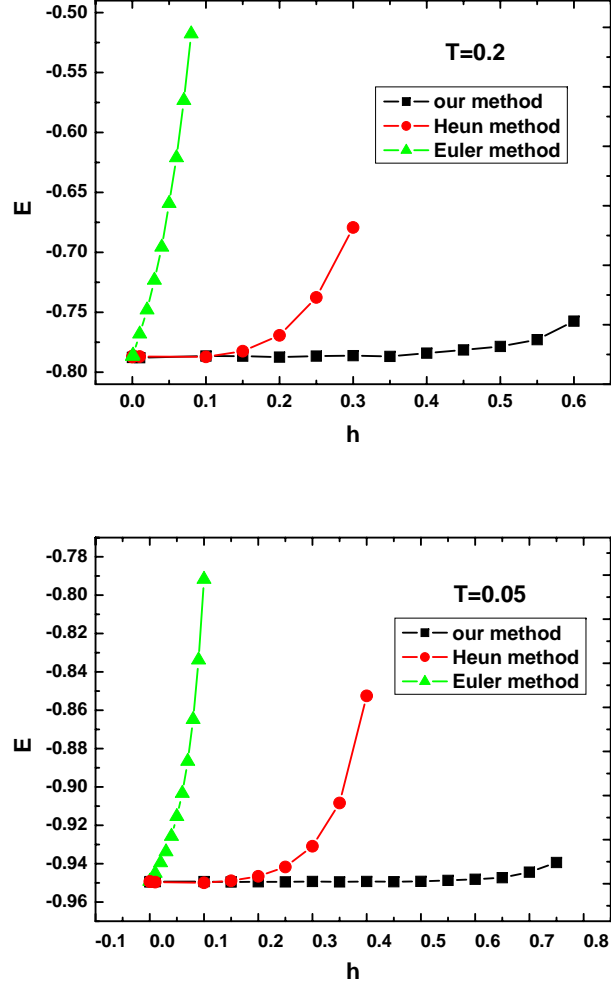 T=0.2
our method
Heun method
Euler method
E
-0.50
-0.55
-0.60
-0.65
-0.70
-0.75
-0.80
0.0 0.1 0.2 0.3 0.4 0.5 0.6
h
T=0.05
our method
Heun method
Euler method
E
-0.78
-0.80
-0.82
-0.84
-0.86
-0.88
-0.90
-0.92
-0.94
-0.96
-0.1 0.0 0.1 0.2 0.3 0.4 0.5 0.6 0.7 0.8
h